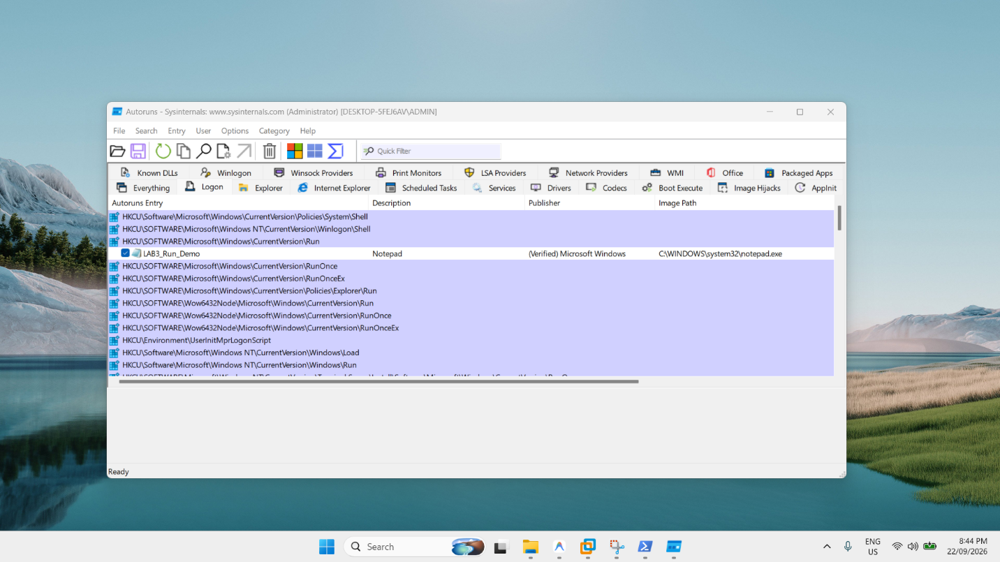 Autoruns - Sysinternals: www.sysinternals.com (Administrator) [DESKTOP-5FEJ6AV\ADMIN]
File Search Entry User Options Category Help
Quick Filter
Known DLLs Winlogon Winsock Providers Print Monitors LSA Providers Network Providers WMI Office Packaged Apps
Everything Logon Explorer Internet Explorer Scheduled Tasks Services Drivers Codecs Boot Execute Image Hijacks AppInit
Autoruns Entry Description Publisher Image Path
HKCU\Software\Microsoft\Windows\CurrentVersion\Policies\System\Shell
HKCU\SOFTWARE\Microsoft\Windows NT\CurrentVersion\Winlogon\Shell
HKCU\SOFTWARE\Microsoft\Windows\CurrentVersion\Run
LAB3_Run_Demo Notepad (Verified) Microsoft Windows C:\WINDOWS\system32\notepad.exe
HKCU\SOFTWARE\Microsoft\Windows\CurrentVersion\RunOnce
HKCU\SOFTWARE\Microsoft\Windows\CurrentVersion\RunOnceEx
HKCU\SOFTWARE\Microsoft\Windows\CurrentVersion\Policies\Explorer\Run
HKCU\SOFTWARE\Wow6432Node\Microsoft\Windows\CurrentVersion\Run
HKCU\SOFTWARE\Wow6432Node\Microsoft\Windows\CurrentVersion\RunOnce
HKCU\SOFTWARE\Wow6432Node\Microsoft\Windows\CurrentVersion\RunOnceEx
HKCU\Environment\UserInitMprLogonScript
HKCU\Software\Microsoft\Windows NT\CurrentVersion\Windows\Load
HKCU\Software\Microsoft\Windows NT\CurrentVersion\Windows\Run
Ready
Search
ENG
US
8:44 PM
22/09/2026